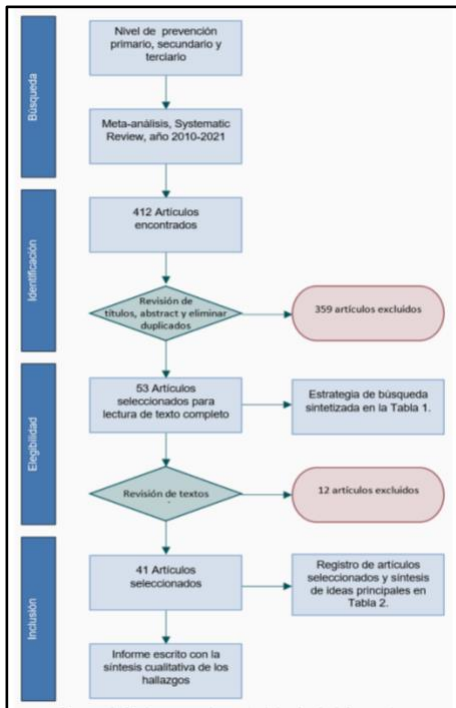 Búsqueda
Nivel de prevención
primario, secundario y
terciario
Meta-análisis, Systematic
Review, año 2010-2021
Identificación
412 Artículos
encontrados
Revisión de
títulos, abstract y eliminar
duplicados
359 artículos excluidos
Elegibilidad
53 Artículos
seleccionados para
lectura de texto completo
Estrategia de búsqueda
sintetizada en la Tabla 1.
Revisión de textos
12 artículos excluidos
Inclusión
41 Artículos
seleccionados
Registro de artículos
seleccionados y síntesis
de ideas principales en
Tabla 2.
Informe escrito con la
síntesis cualitativa de los
hallazgos